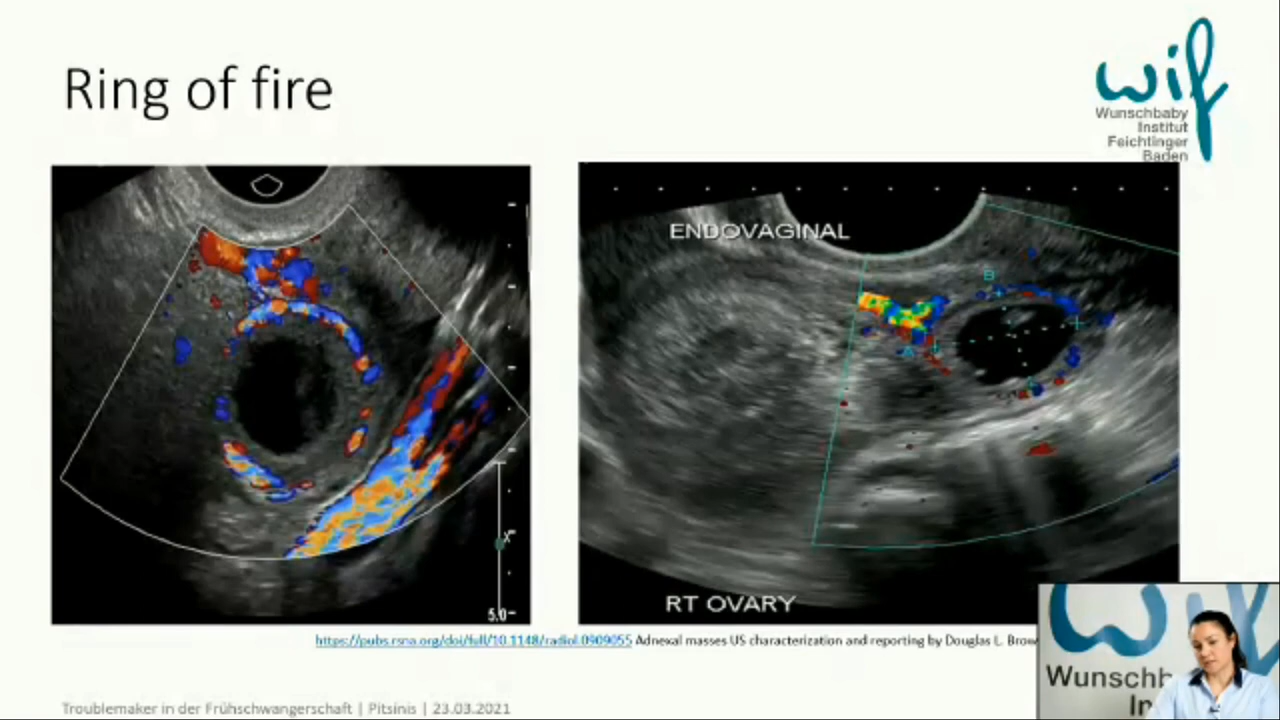 Ring of fire
wif
Wunschbaby
Institut
Feichtinger
Baden
ENDOVAGINAL
B
A
5.0
RT OVARY
https://pubs.rsna.org/doi/full/10.1148/radiol.0909055 Adnexal masses US characterization and reporting by Douglas L. Brow
Wunschb
In
Troublemaker in der Frühschwangerschaft | Pitsinis | 23.03.2021